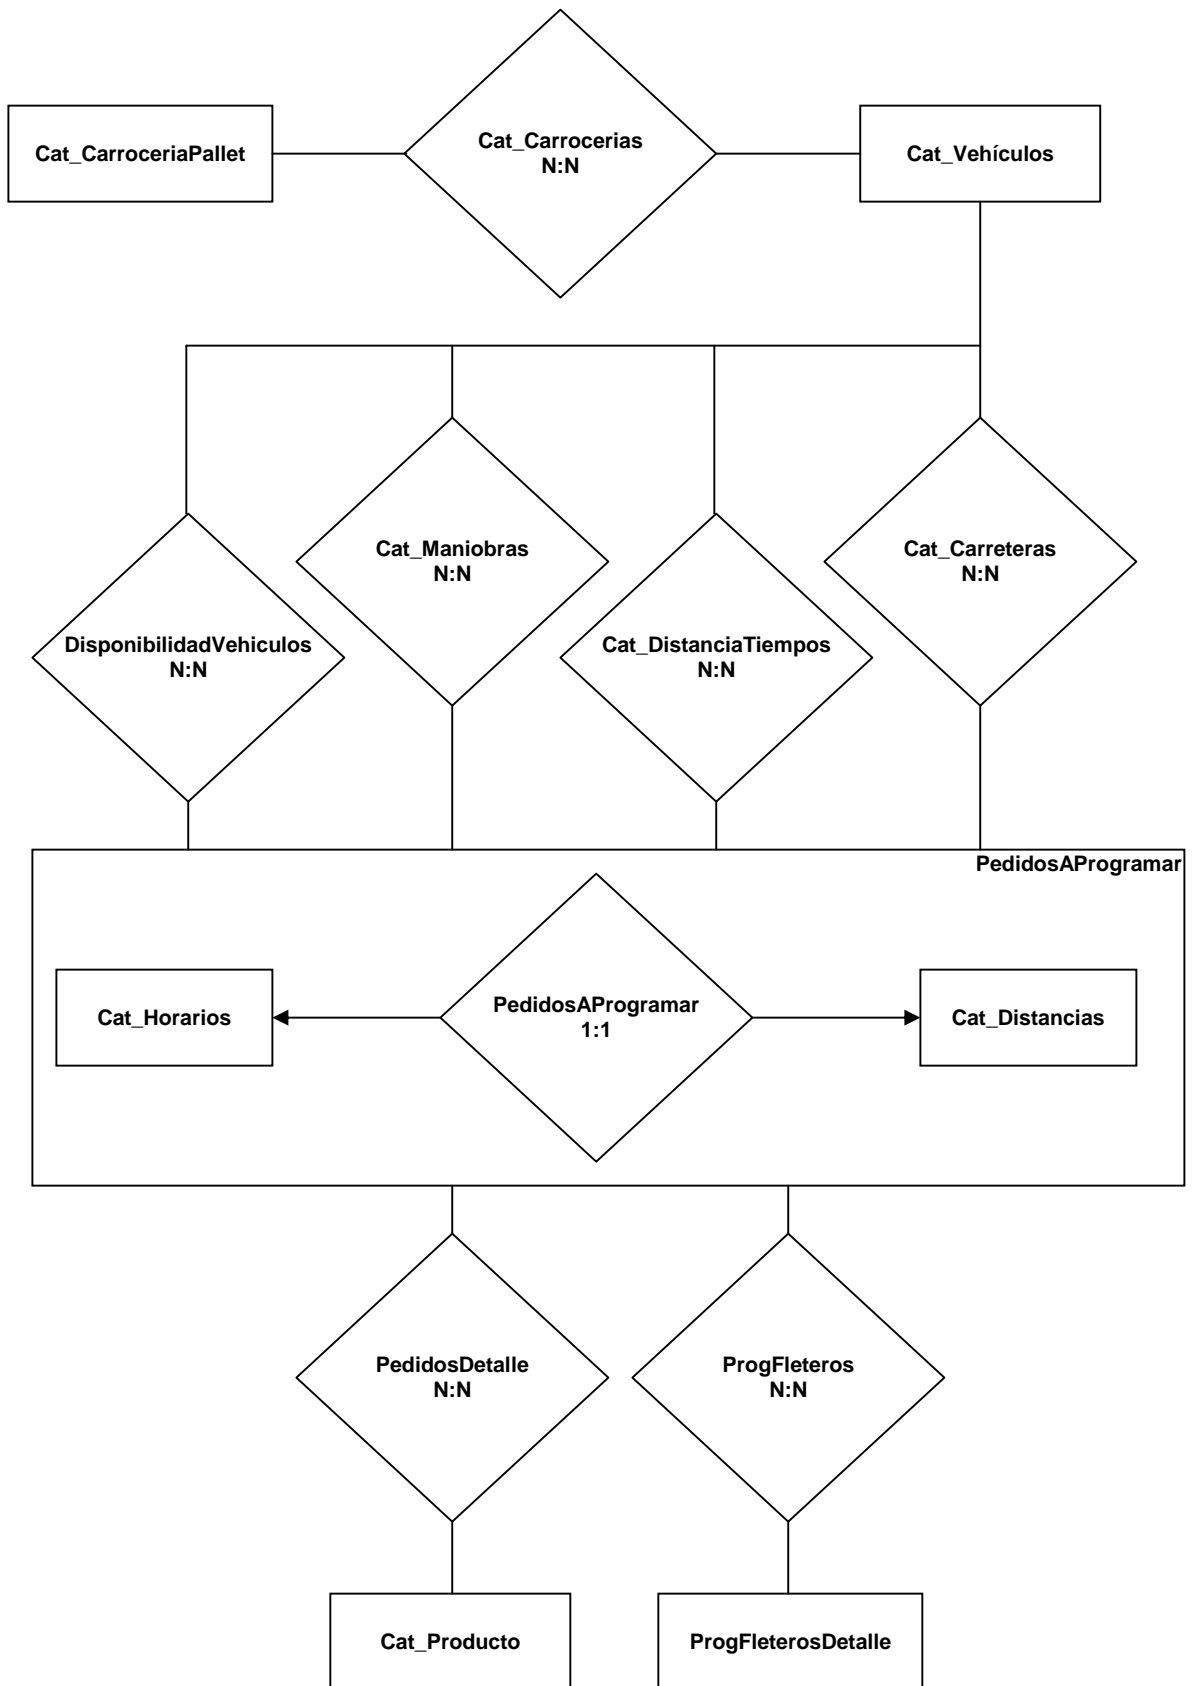 Cat_CarroceriaPallet
Cat_Carrocerias
N:N
Cat_Vehículos
Cat_Maniobras
N:N
Cat_Carreteras
N:N
DisponibilidadVehiculos
N:N
Cat_DistanciaTiempos
N:N
PedidosAProgramar
Cat_Horarios
PedidosAProgramar
1:1
Cat_Distancias
PedidosDetalle
N:N
ProgFleteros
N:N
Cat_Producto
ProgFleterosDetalle